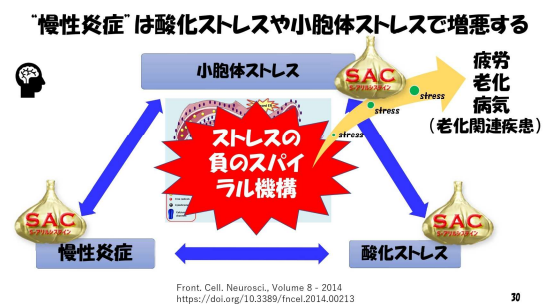 “慢性炎症”は酸化ストレスや小胞体ストレスで増悪する
小胞体ストレス
SAC
S-アリルシステイン
疲労
老化
病気
(老化関連疾患)
stress
stress
stress
ストレスの
負のスパイ
ラル機構
SAC
S-アリルシステイン
慢性炎症
SAC
S-アリルシステイン
酸化ストレス
Front. Cell. Neurosci., Volume 8 - 2014
https://doi.org/10.3389/fncel.2014.00213
30